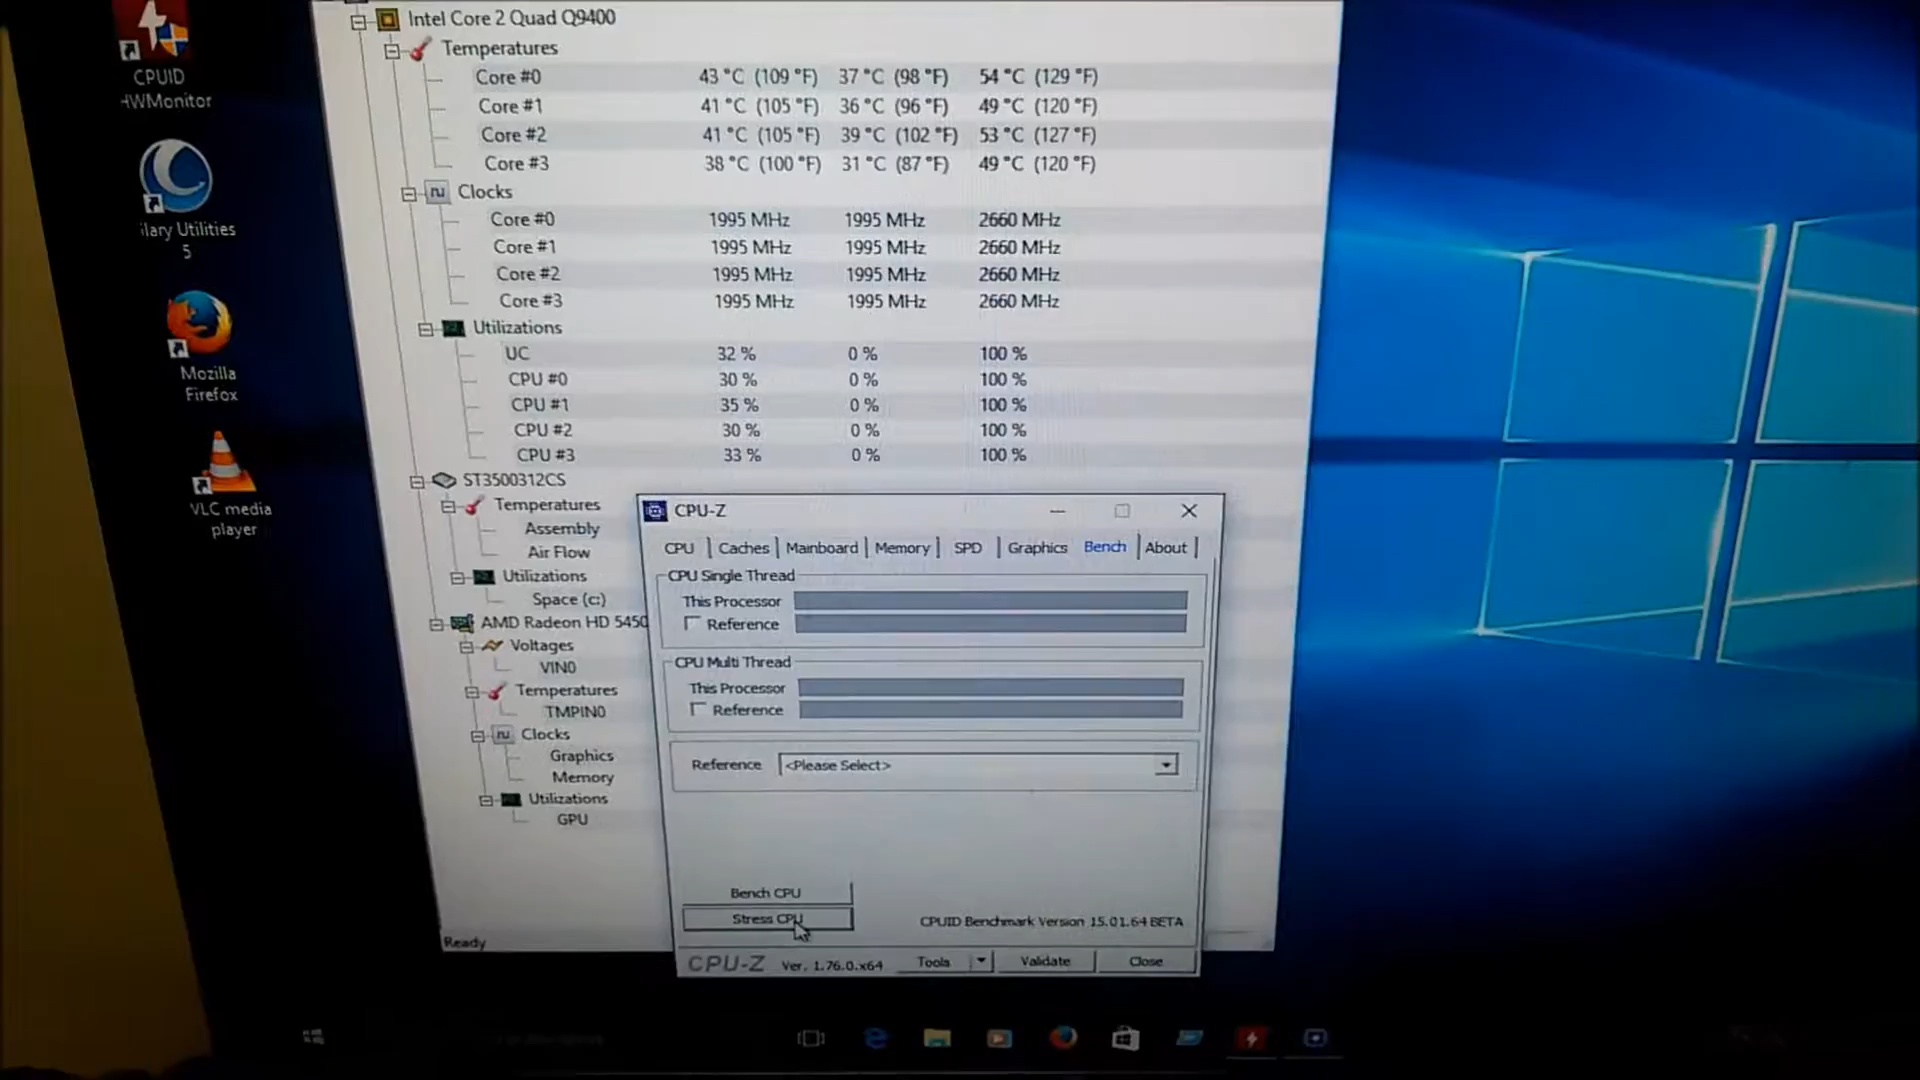 CPUID
HWMonitor
ilary Utilities
5
Mozilla
Firefox
VLC media
player
Intel Core 2 Quad Q9400
Temperatures
Core #0 43 °C (109 °F) 37 °C (98 °F) 54 °C (129 °F)
Core #1 41 °C (105 °F) 36 °C (96 °F) 49 °C (120 °F)
Core #2 41 °C (105 °F) 39 °C (102 °F) 53 °C (127 °F)
Core #3 38 °C (100 °F) 31 °C (87 °F) 49 °C (120 °F)
Clocks
Core #0 1995 MHz 1995 MHz 2660 MHz
Core #1 1995 MHz 1995 MHz 2660 MHz
Core #2 1995 MHz 1995 MHz 2660 MHz
Core #3 1995 MHz 1995 MHz 2660 MHz
Utilizations
UC 32 % 0 % 100 %
CPU #0 30 % 0 % 100 %
CPU #1 35 % 0 % 100 %
CPU #2 30 % 0 % 100 %
CPU #3 33 % 0 % 100 %
ST3500312CS
Temperatures
Assembly
Air Flow
Utilizations
Space (c:)
AMD Radeon HD 5450
Voltages
VIN0
Temperatures
TMPIN0
Clocks
Graphics
Memory
Utilizations
GPU
Ready
CPU-Z
CPU Caches Mainboard Memory SPD Graphics Bench About
CPU Single Thread
This Processor
Reference
CPU Multi Thread
This Processor
Reference
Reference <Please Select>
Bench CPU
Stress CPU
CPUID Benchmark Version 15.01.64 BETA
CPU-Z Ver. 1.76.0.x64 Tools Validate Close